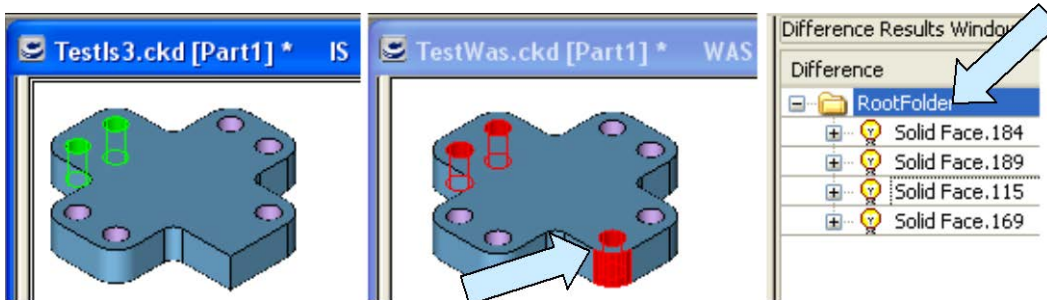 TestIs3.ckd [Part1] * IS
TestWas.ckd [Part1] * WAS
Difference Results
Difference
RootFolder
Solid Face.184
Solid Face.189
Solid Face.115
Solid Face.169